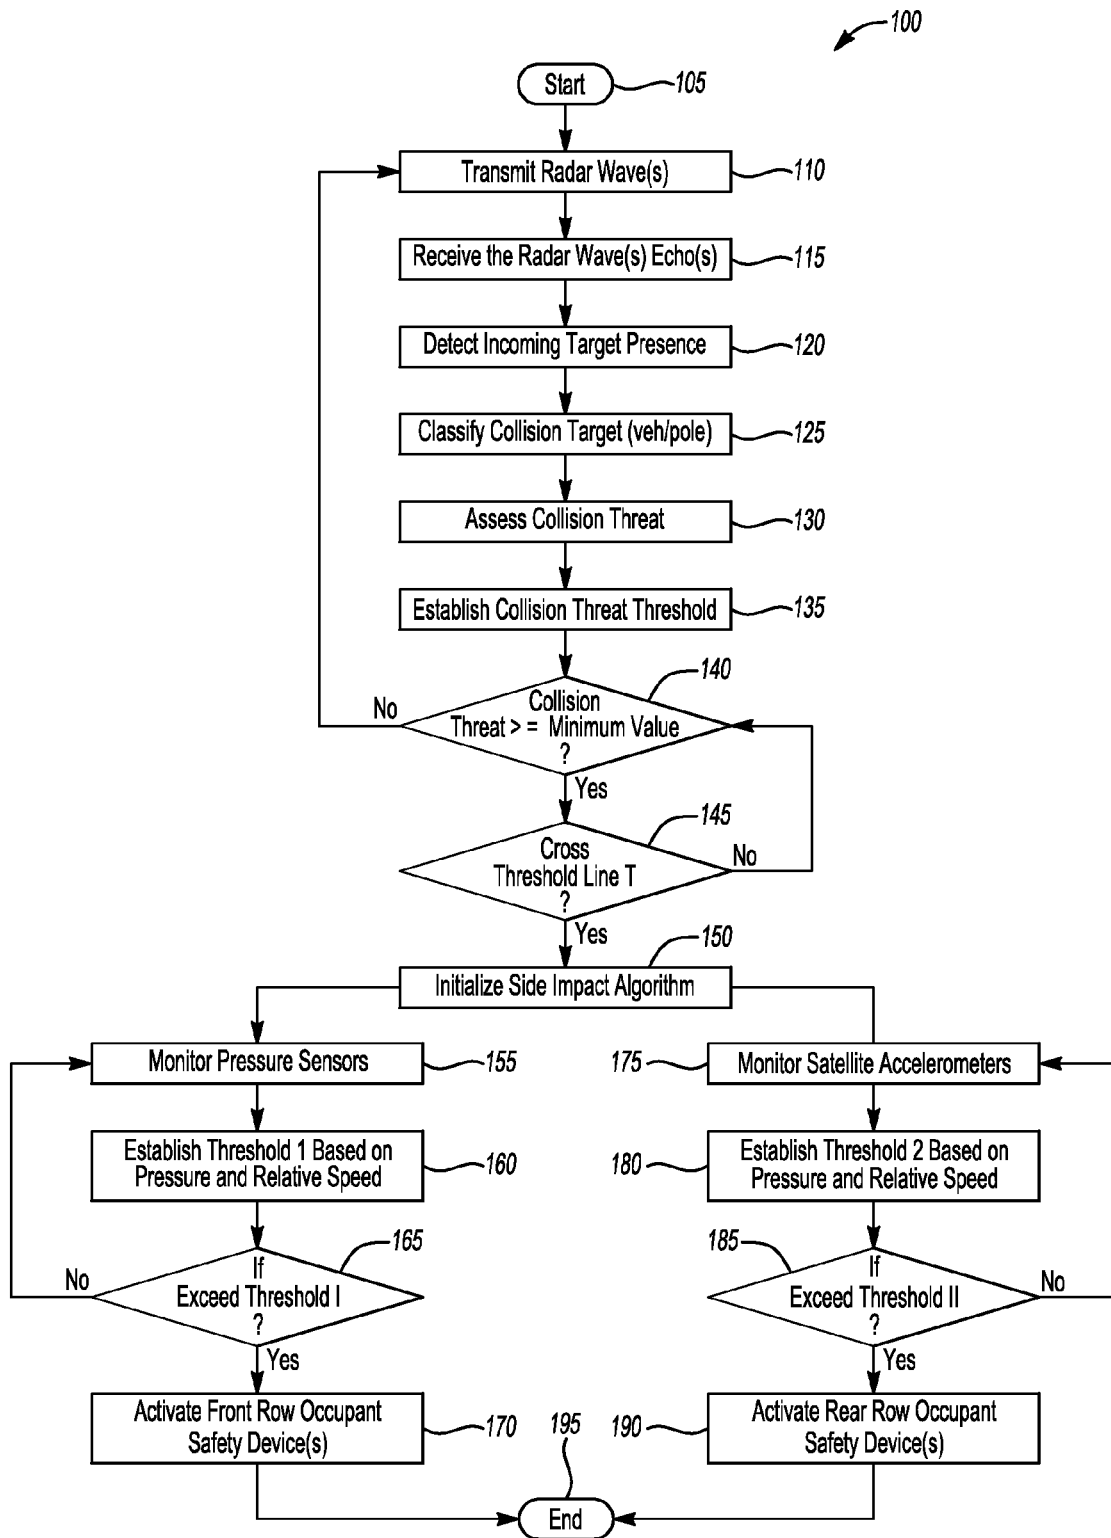 100
Start
105
Transmit Radar Wave(s)
110
Receive the Radar Wave(s) Echo(s)
115
Detect Incoming Target Presence
120
Classify Collision Target (veh/pole)
125
Assess Collision Threat
130
Establish Collision Threat Threshold
135
140
No
Collision
Threat > = Minimum Value
?
Yes
145
Cross
Threshold Line T
?
No
Yes
150
Initialize Side Impact Algorithm
Monitor Pressure Sensors
155
175
Monitor Satellite Accelerometers
Establish Threshold 1 Based on
Pressure and Relative Speed
160
180
Establish Threshold 2 Based on
Pressure and Relative Speed
165
No
If
Exceed Threshold I
?
Yes
185
If
Exceed Threshold II
?
No
Yes
Activate Front Row Occupant
Safety Device(s)
170
190
Activate Rear Row Occupant
Safety Device(s)
195
End